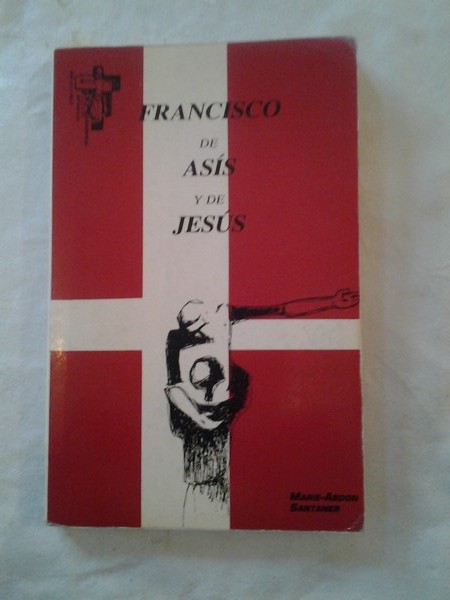 FRANCISCO
DE
ASÍS
Y DE
JESÚS
MARIE-ABDON
SANTANER